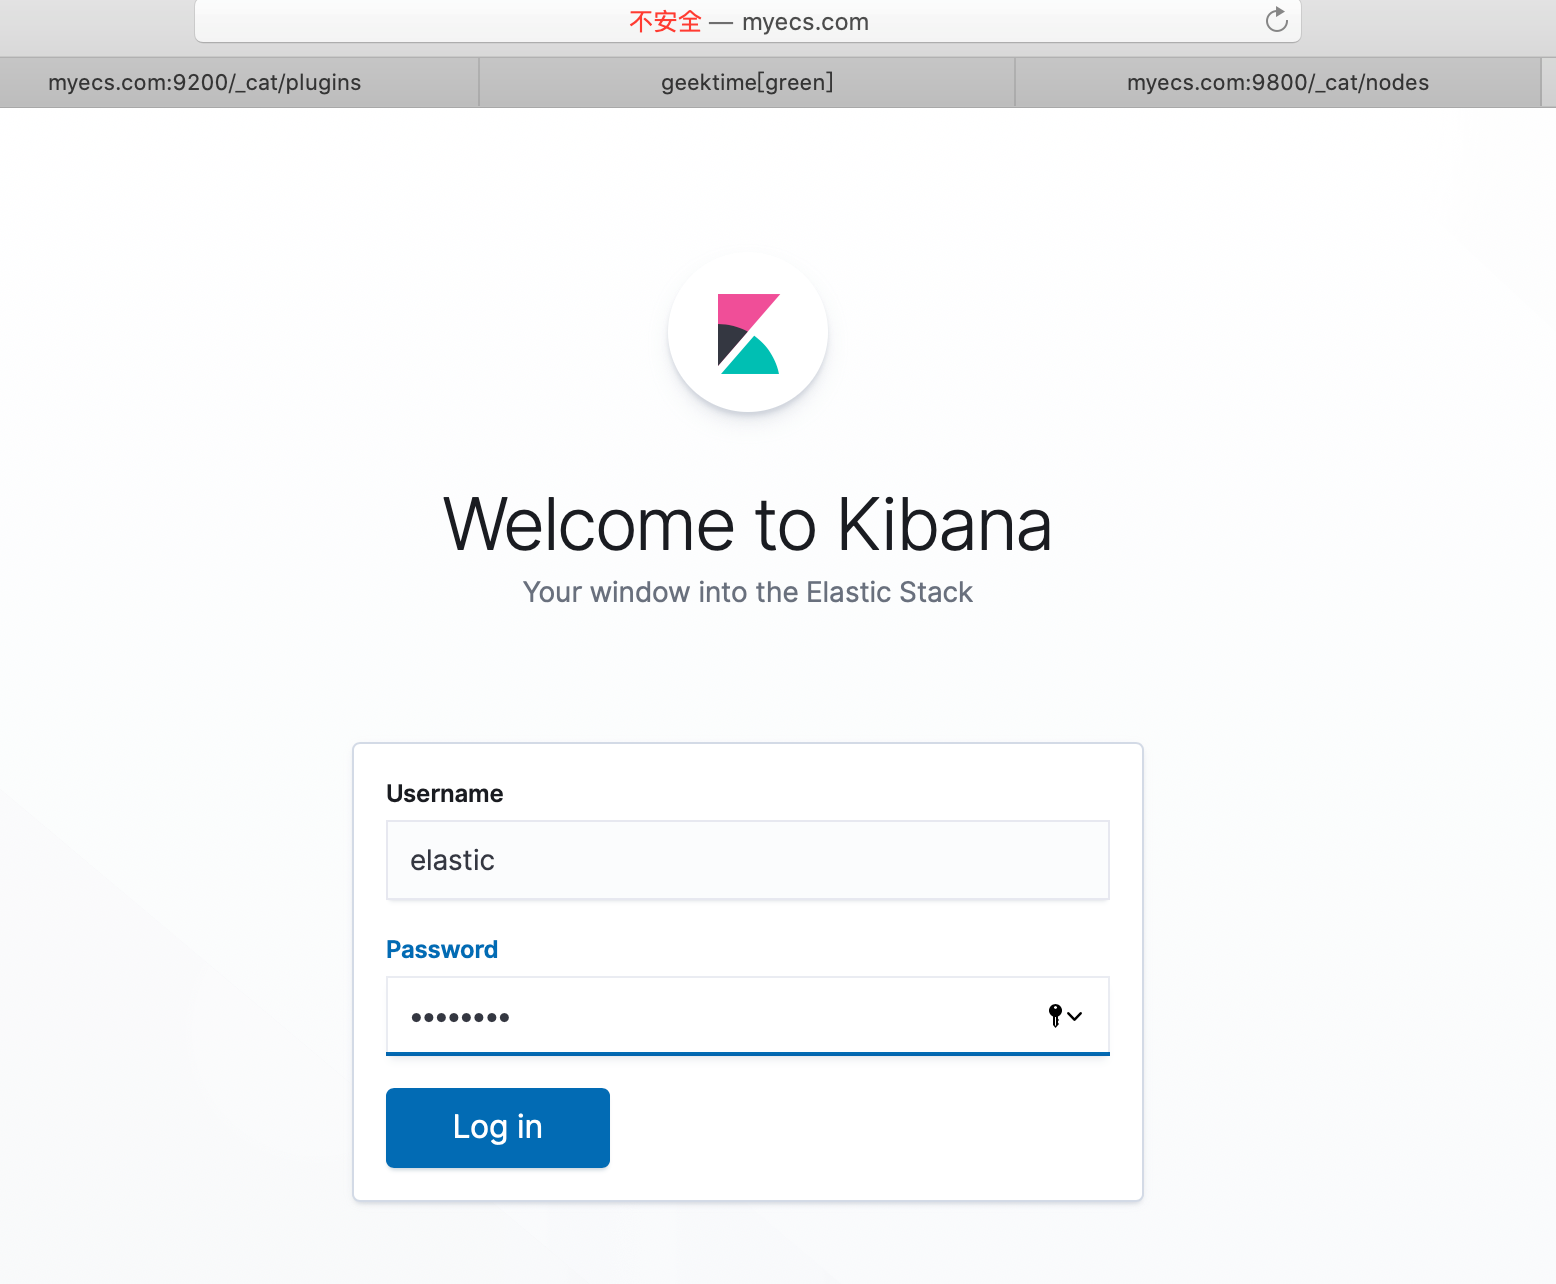 不安全 — myecs.com
myecs.com:9200/_cat/plugins
geektime[green]
myecs.com:9800/_cat/nodes
Welcome to Kibana
Your window into the Elastic Stack
Username
elastic
Password
••••••••
Log in